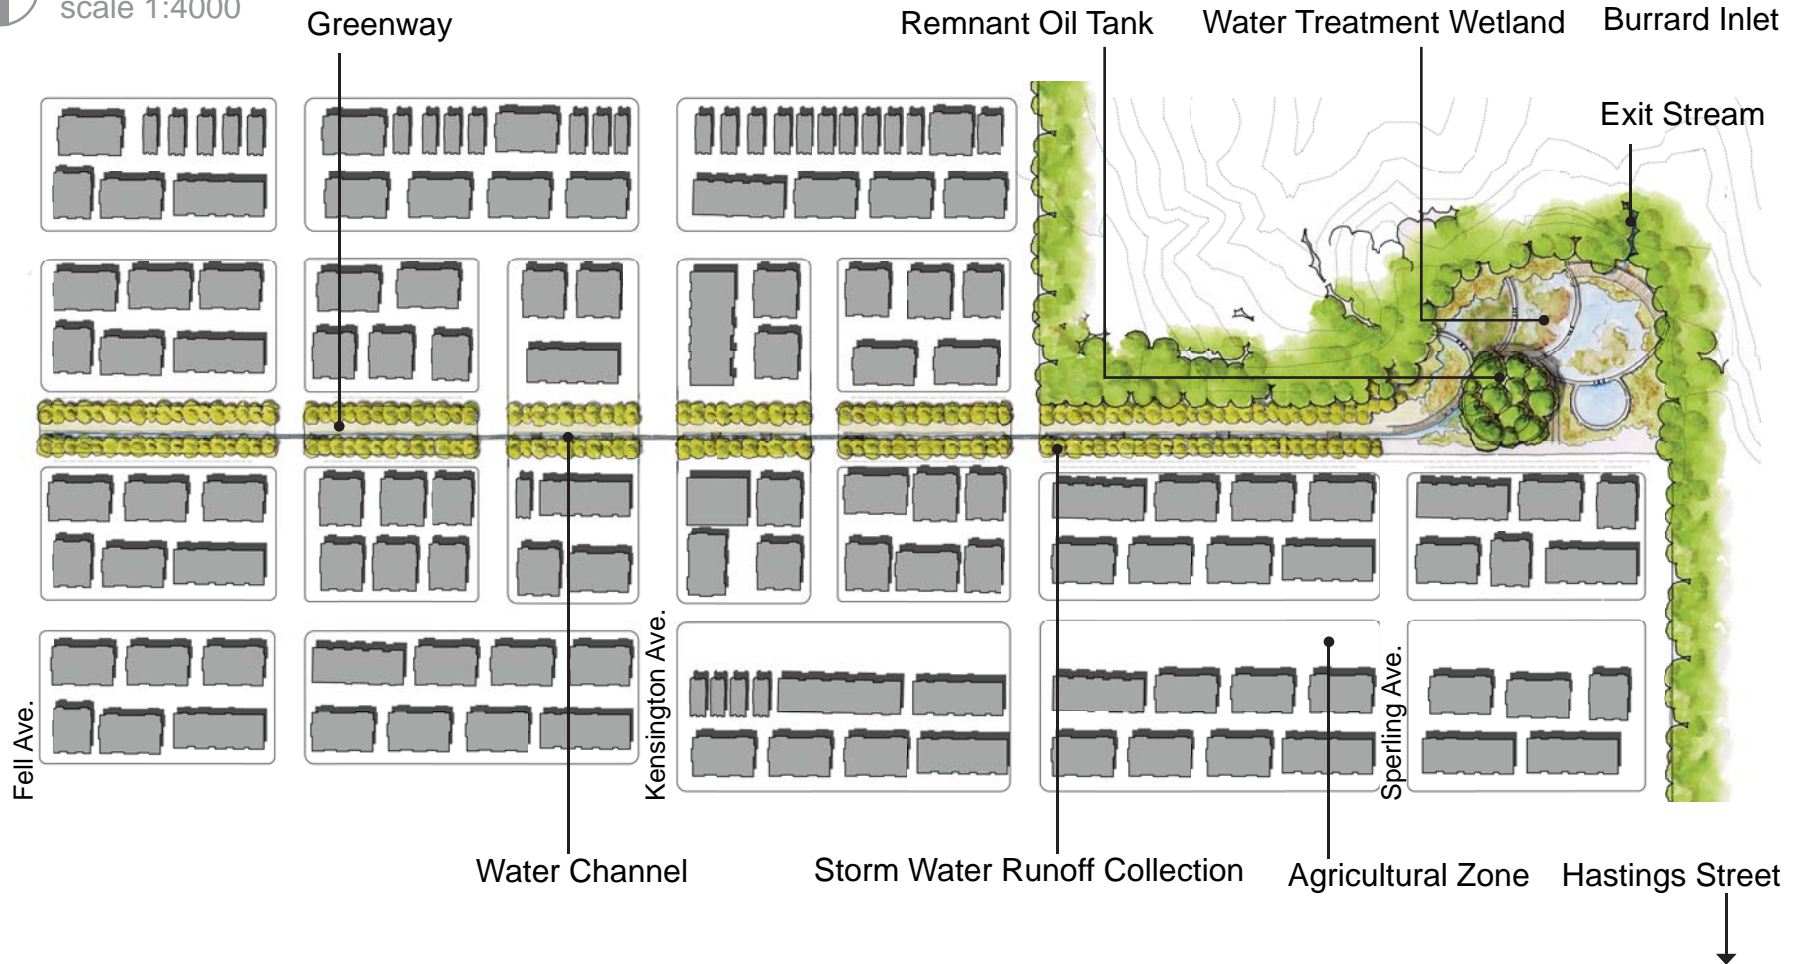 scale 1:4000
Greenway
Remnant Oil Tank
Water Treatment Wetland
Burrard Inlet
Exit Stream
Fell Ave.
Kensington Ave.
Sperling Ave.
Water Channel
Storm Water Runoff Collection
Agricultural Zone
Hastings Street